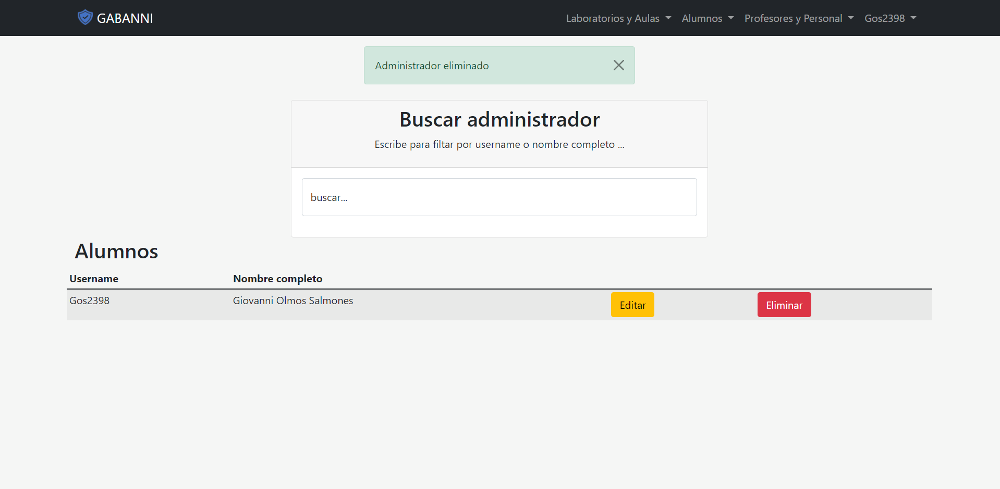 GABANNI Laboratorios y Aulas Alumnos Profesores y Personal Gos2398
Administrador eliminado
Buscar administrador
Escribe para filtar por username o nombre completo ...
buscar...
Alumnos
Username Nombre completo
Gos2398 Giovanni Olmos Salmones Editar Eliminar